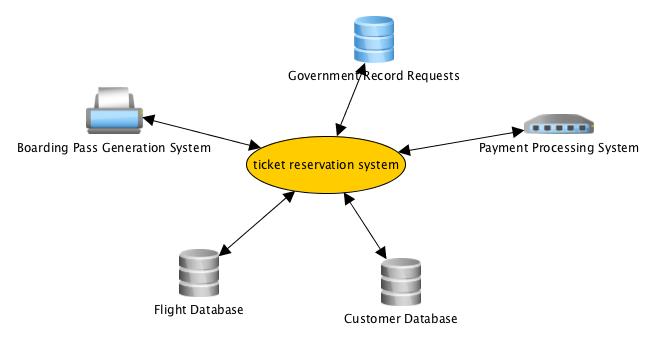 Government Record Requests
Boarding Pass Generation System
Payment Processing System
ticket reservation system
Flight Database
Customer Database